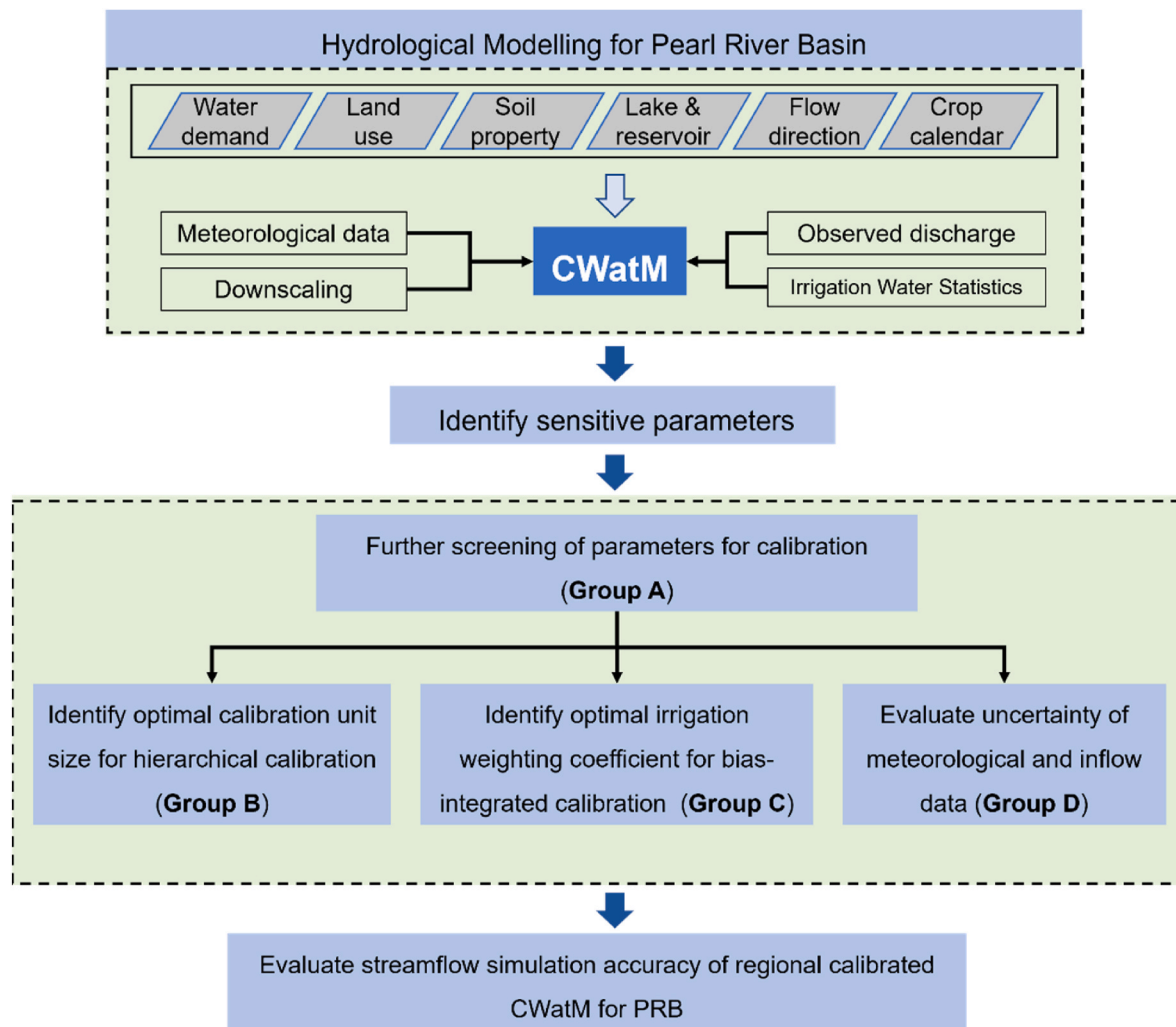 Hydrological Modelling for Pearl River Basin
Water demand
Land use
Soil property
Lake & reservoir
Flow direction
Crop calendar
Meteorological data
Downscaling
CWatM
Observed discharge
Irrigation Water Statistics
Identify sensitive parameters
Further screening of parameters for calibration
(Group A)
Identify optimal calibration unit
size for hierarchical calibration
(Group B)
Identify optimal irrigation
weighting coefficient for bias-
integrated calibration (Group C)
Evaluate uncertainty of
meteorological and inflow
data (Group D)
Evaluate streamflow simulation accuracy of regional calibrated
CWatM for PRB